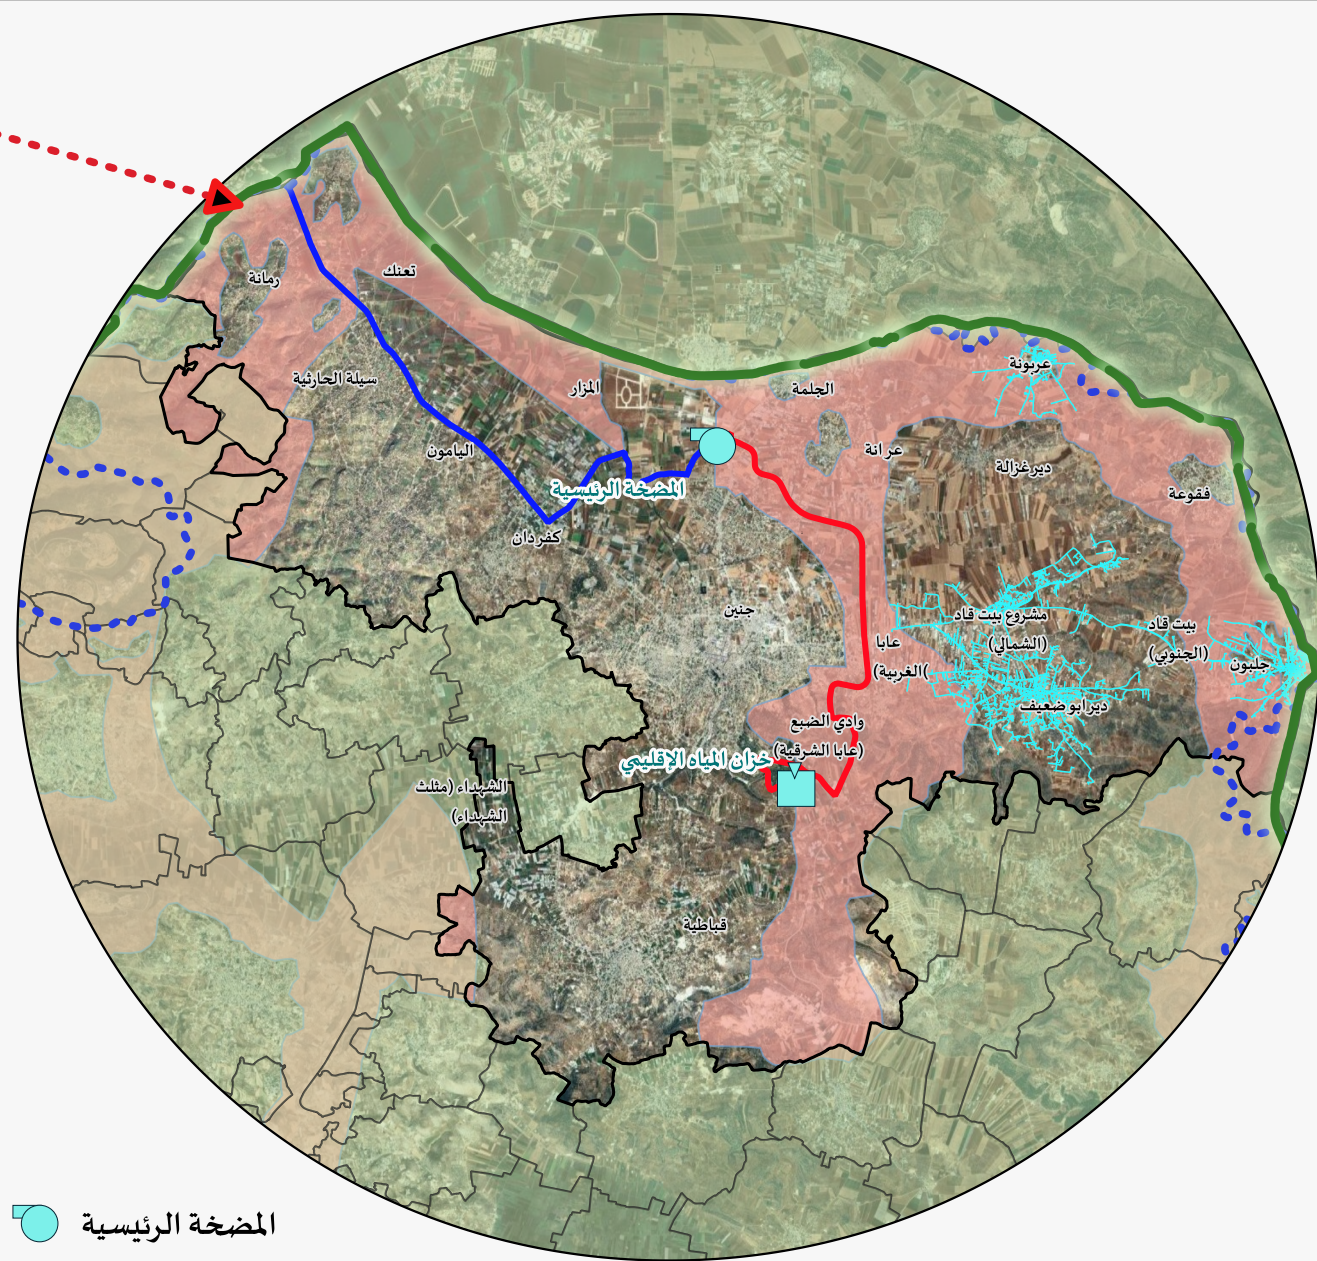 تعنك
رمانة
سيلة الحارثية
المزار
الجلمة
عربونة
اليامون
عرانة
ديرغزالة
فقوعة
المضخة الرئيسية
كفردان
جنين
مشروع بيت قاد
(الشمالي)
بيت قاد
(الجنوبي)
عابا
(الغربية)
جلبون
ديرابوضعيف
وادي الضبع
(عابا الشرقية)
خزان المياه الإقليمي
الشهداء (مثلث
الشهداء)
قباطية
المضخة الرئيسية